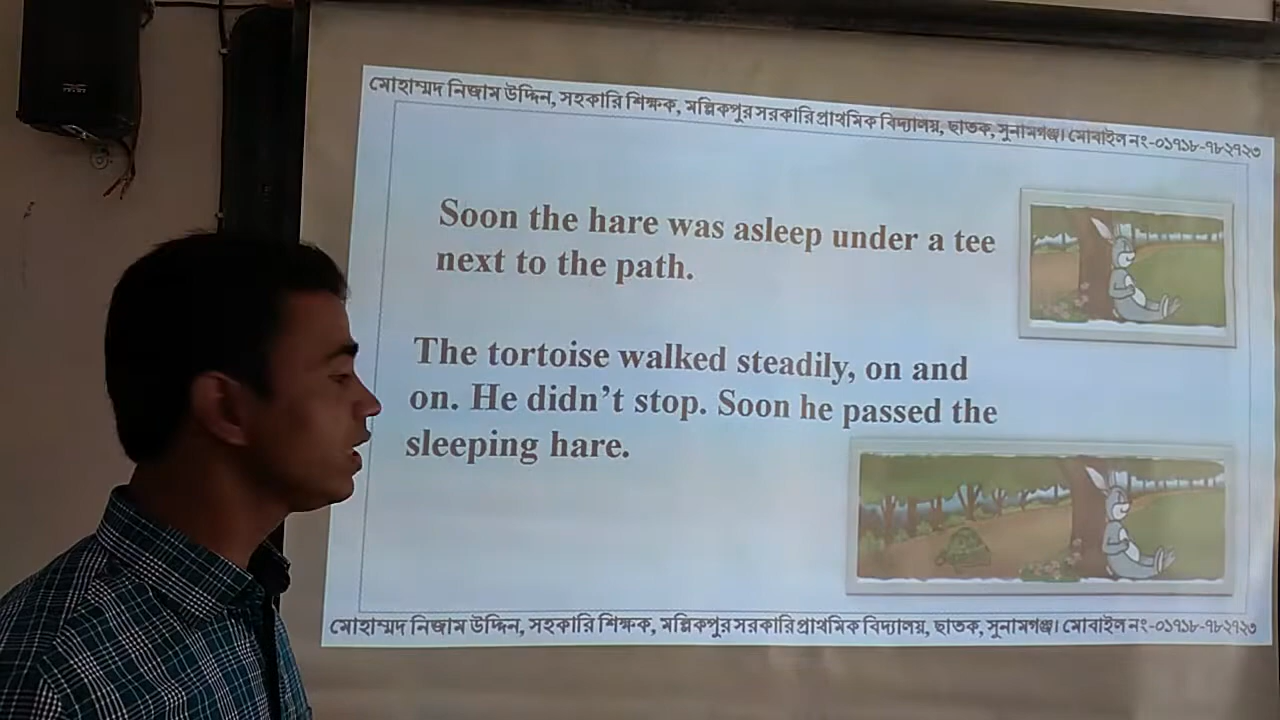 মোহাম্মদ নিজাম উদ্দিন, সহকারি শিক্ষক, মল্লিকপুর সরকারি প্রাথমিক বিদ্যালয়, ছাতক, সুনামগঞ্জ। মোবাইল নং-০১৭১৮-৭৮২৭২৩
Soon the hare was asleep under a tee
next to the path.
The tortoise walked steadily, on and
on. He didn’t stop. Soon he passed the
sleeping hare.
মোহাম্মদ নিজাম উদ্দিন, সহকারি শিক্ষক, মল্লিকপুর সরকারি প্রাথমিক বিদ্যালয়, ছাতক, সুনামগঞ্জ। মোবাইল নং-০১৭১৮-৭৮২৭২৩